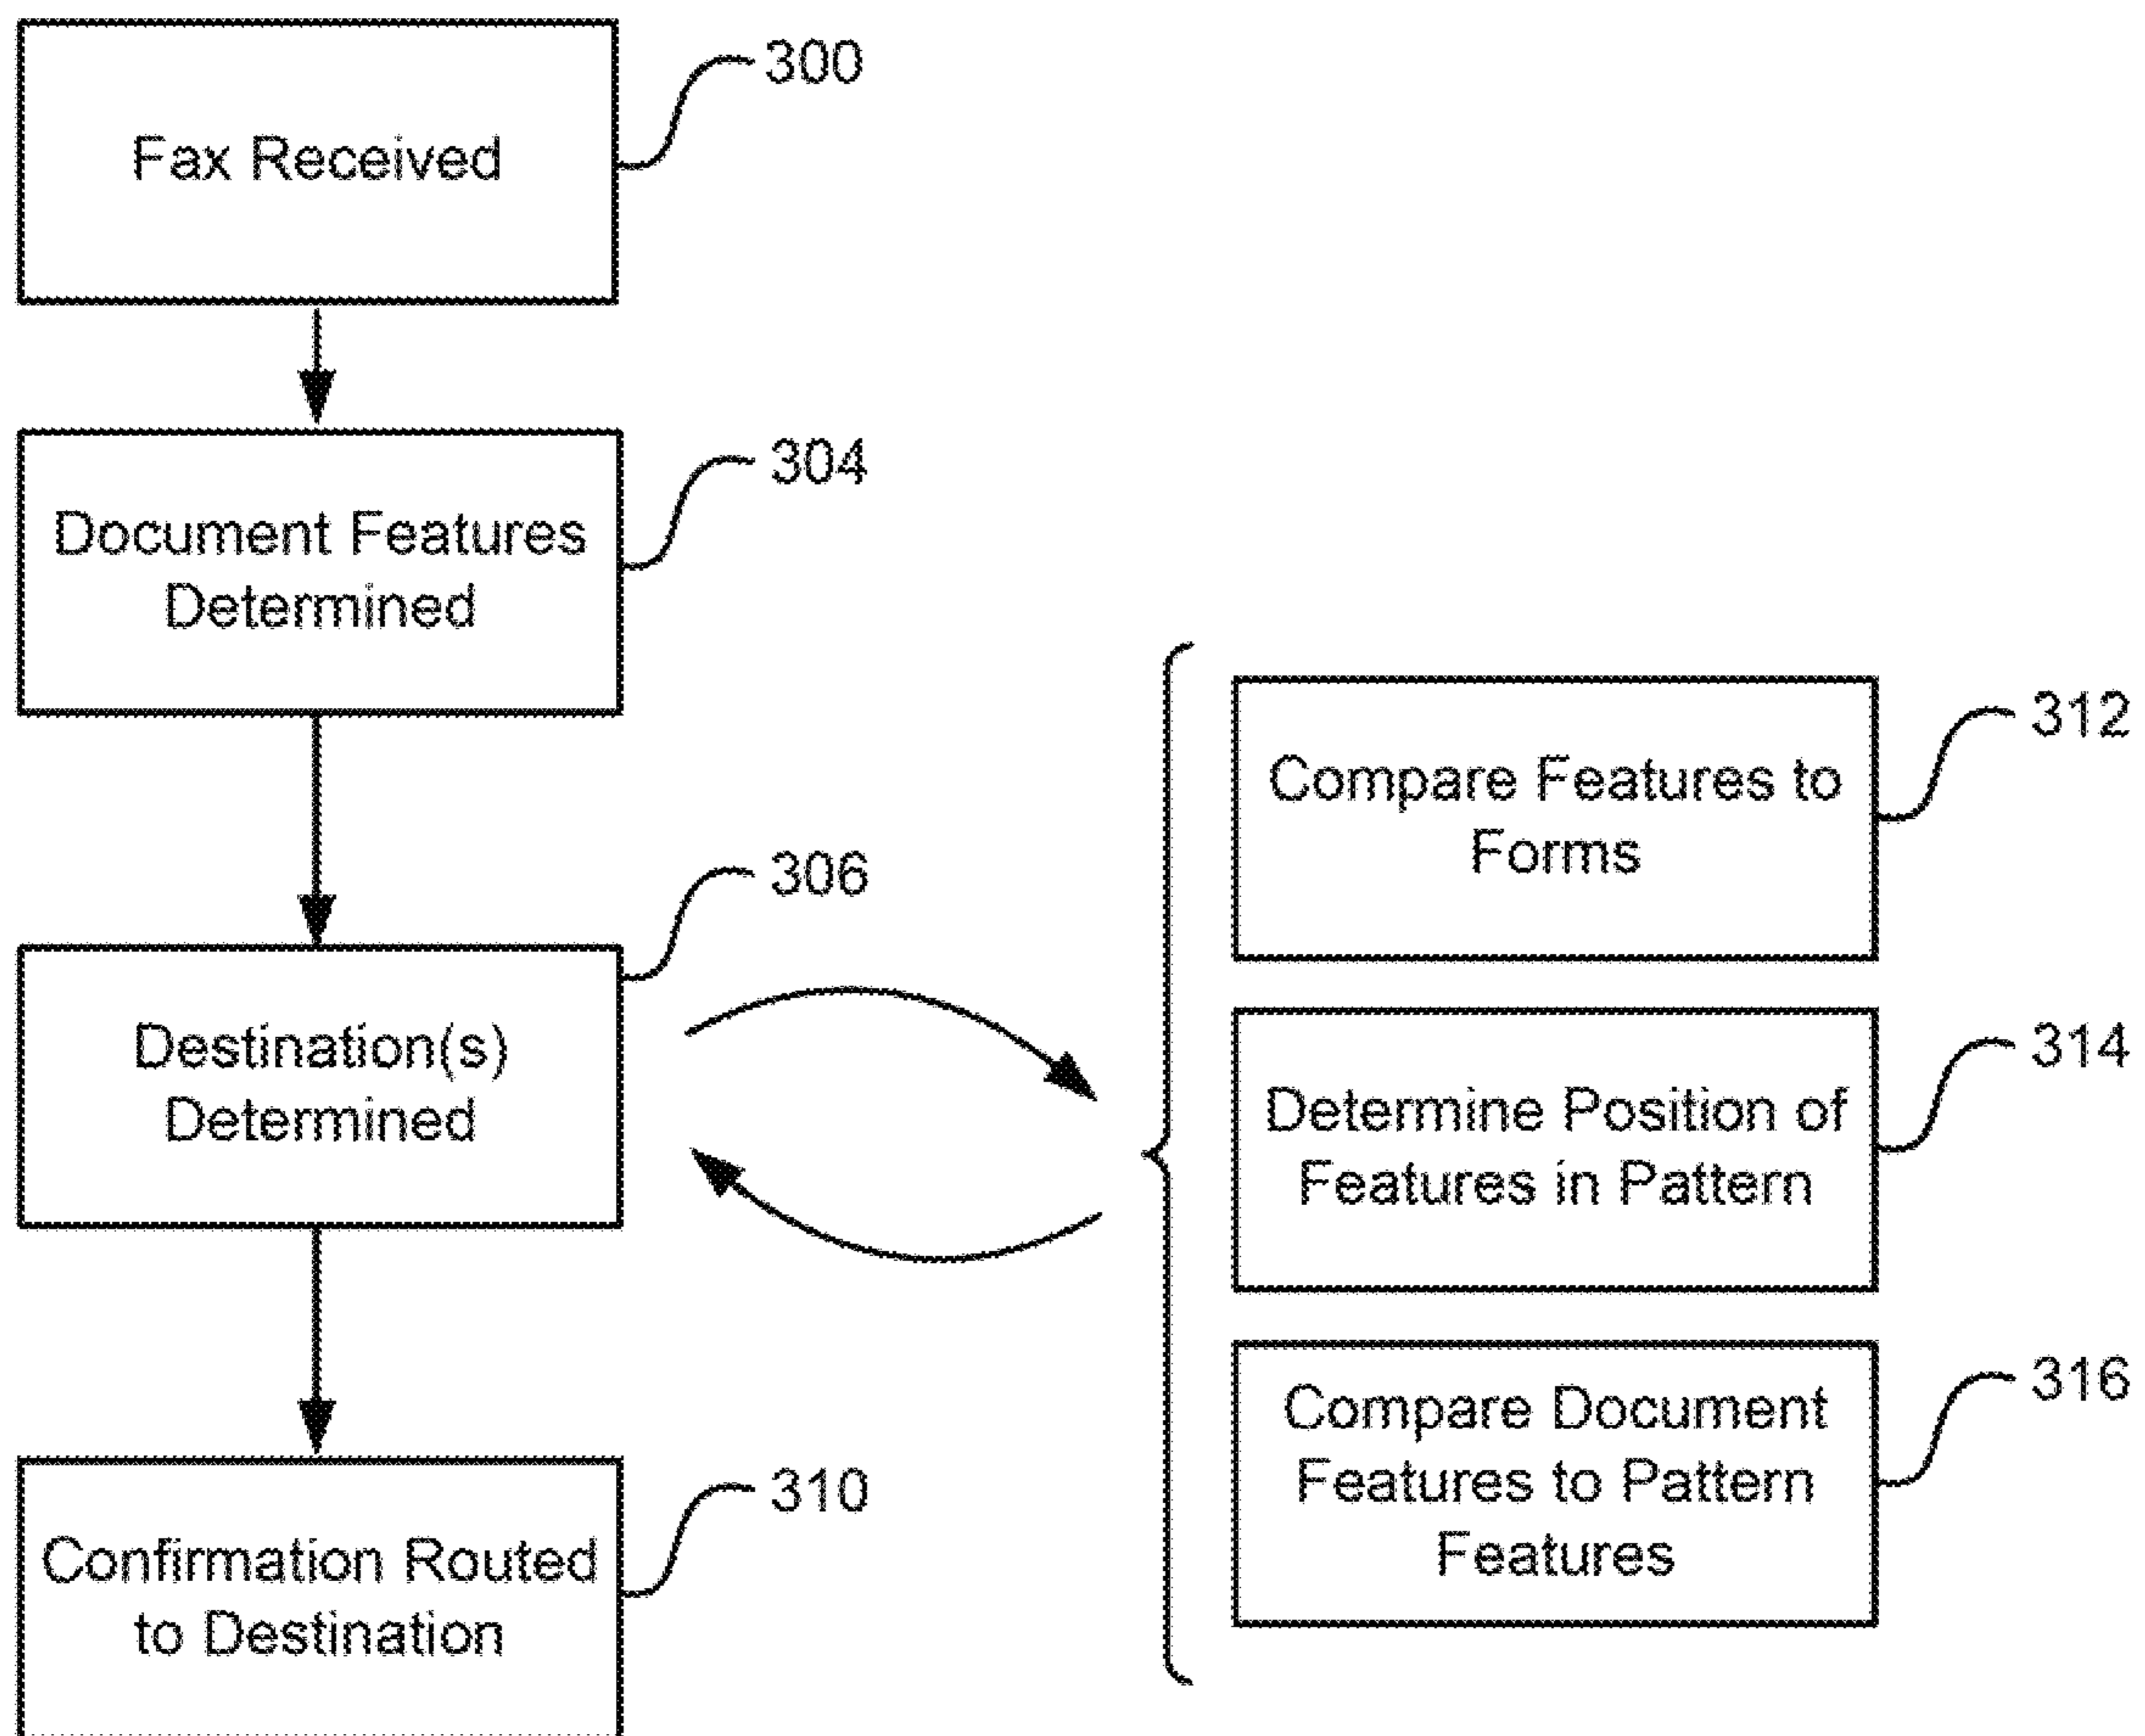 300
Fax Received
304
Document Features
Determined
306
Destination(s)
Determined
310
Confirmation Routed
to Destination
312
Compare Features to
Forms
314
Determine Position of
Features in Pattern
316
Compare Document
Features to Pattern
Features